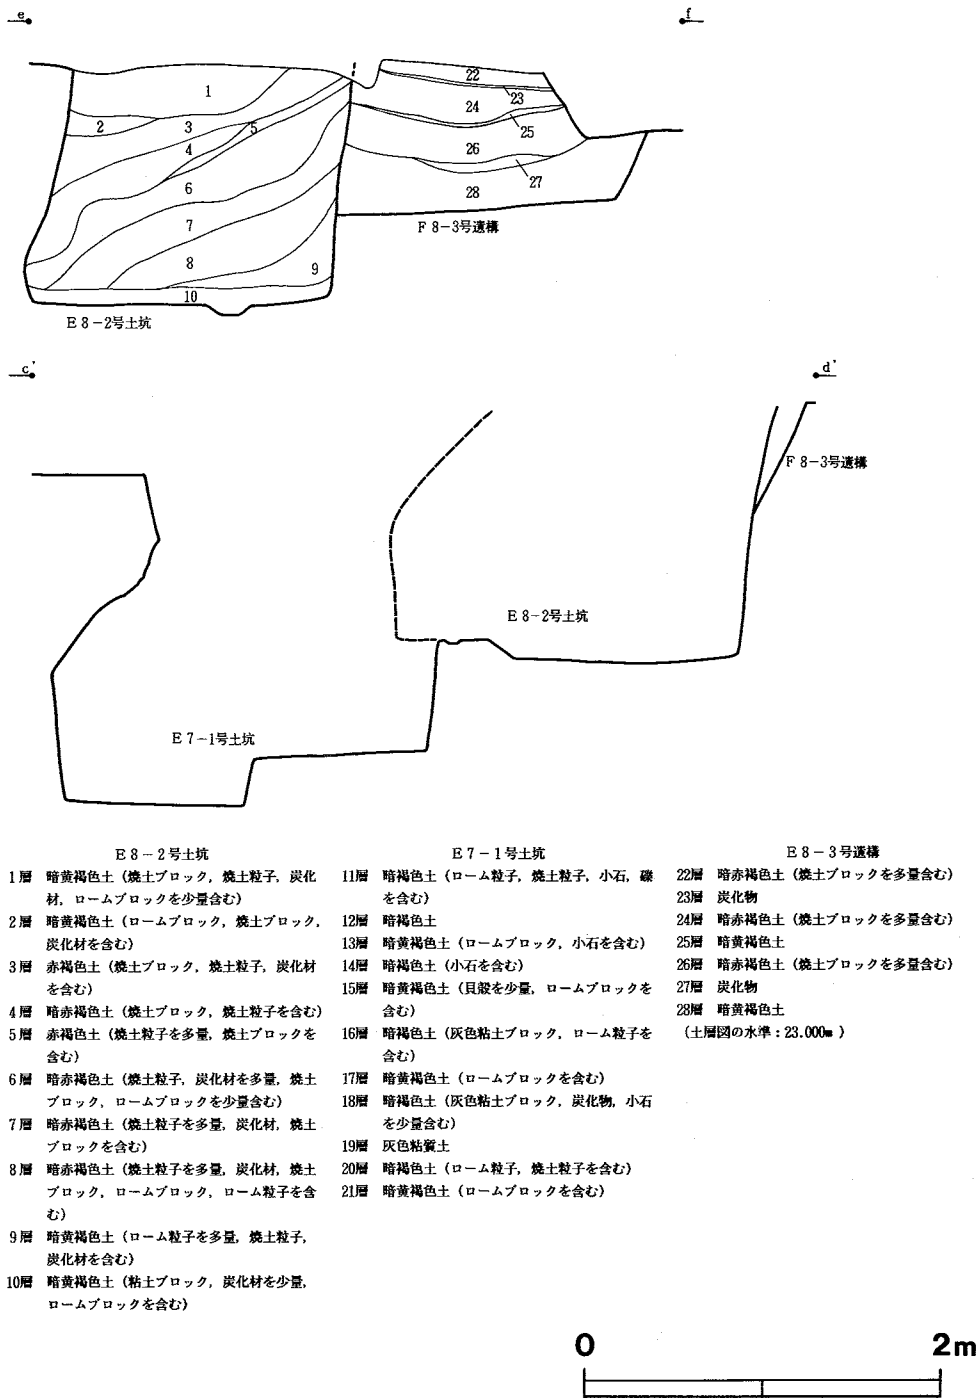 e
f
1
2
3
4
5
6
7
8
9
10
22
23
24
25
26
27
28
F8-3号遺構
E8-2号土坑
c'
d'
F8-3号遺構
E8-2号土坑
E7-1号土坑
E8-2号土坑
1層 暗黄褐色土（焼土ブロック，焼土粒子，炭化
材，ロームブロックを少量含む）
2層 暗黄褐色土（ロームブロック，焼土ブロック，
炭化材を含む）
3層 赤褐色土（焼土ブロック，焼土粒子，炭化材
を含む）
4層 暗赤褐色土（焼土ブロック，焼土粒子を含む）
5層 赤褐色土（焼土粒子を多量，焼土ブロックを
含む）
6層 暗赤褐色土（焼土粒子，炭化材を多量，焼土
ブロック，ロームブロックを少量含む）
7層 暗赤褐色土（焼土粒子を多量，炭化材，焼土
ブロックを含む）
8層 暗赤褐色土（焼土粒子を多量，炭化材，焼土
ブロック，ロームブロック，ローム粒子を含
む）
9層 暗黄褐色土（ローム粒子を多量，焼土粒子，
炭化材を含む）
10層 暗黄褐色土（粘土ブロック，炭化材を少量，
ロームブロックを含む）
E7-1号土坑
11層 暗褐色土（ローム粒子，焼土粒子，小石，礫
を含む）
12層 暗褐色土
13層 暗黄褐色土（ロームブロック，小石を含む）
14層 暗褐色土（小石を含む）
15層 暗黄褐色土（貝殻を少量，ロームブロックを
含む）
16層 暗褐色土（灰色粘土ブロック，ローム粒子を
含む）
17層 暗黄褐色土（ロームブロックを含む）
18層 暗褐色土（灰色粘土ブロック，炭化物，小石
を少量含む）
19層 灰色粘質土
20層 暗褐色土（ローム粒子，焼土粒子を含む）
21層 暗黄褐色土（ロームブロックを含む）
E8-3号遺構
22層 暗赤褐色土（焼土ブロックを多量含む）
23層 炭化物
24層 暗赤褐色土（焼土ブロックを多量含む）
25層 暗黄褐色土
26層 暗赤褐色土（焼土ブロックを多量含む）
27層 炭化物
28層 暗黄褐色土
（土層図の水準：23.000m）
0 2m